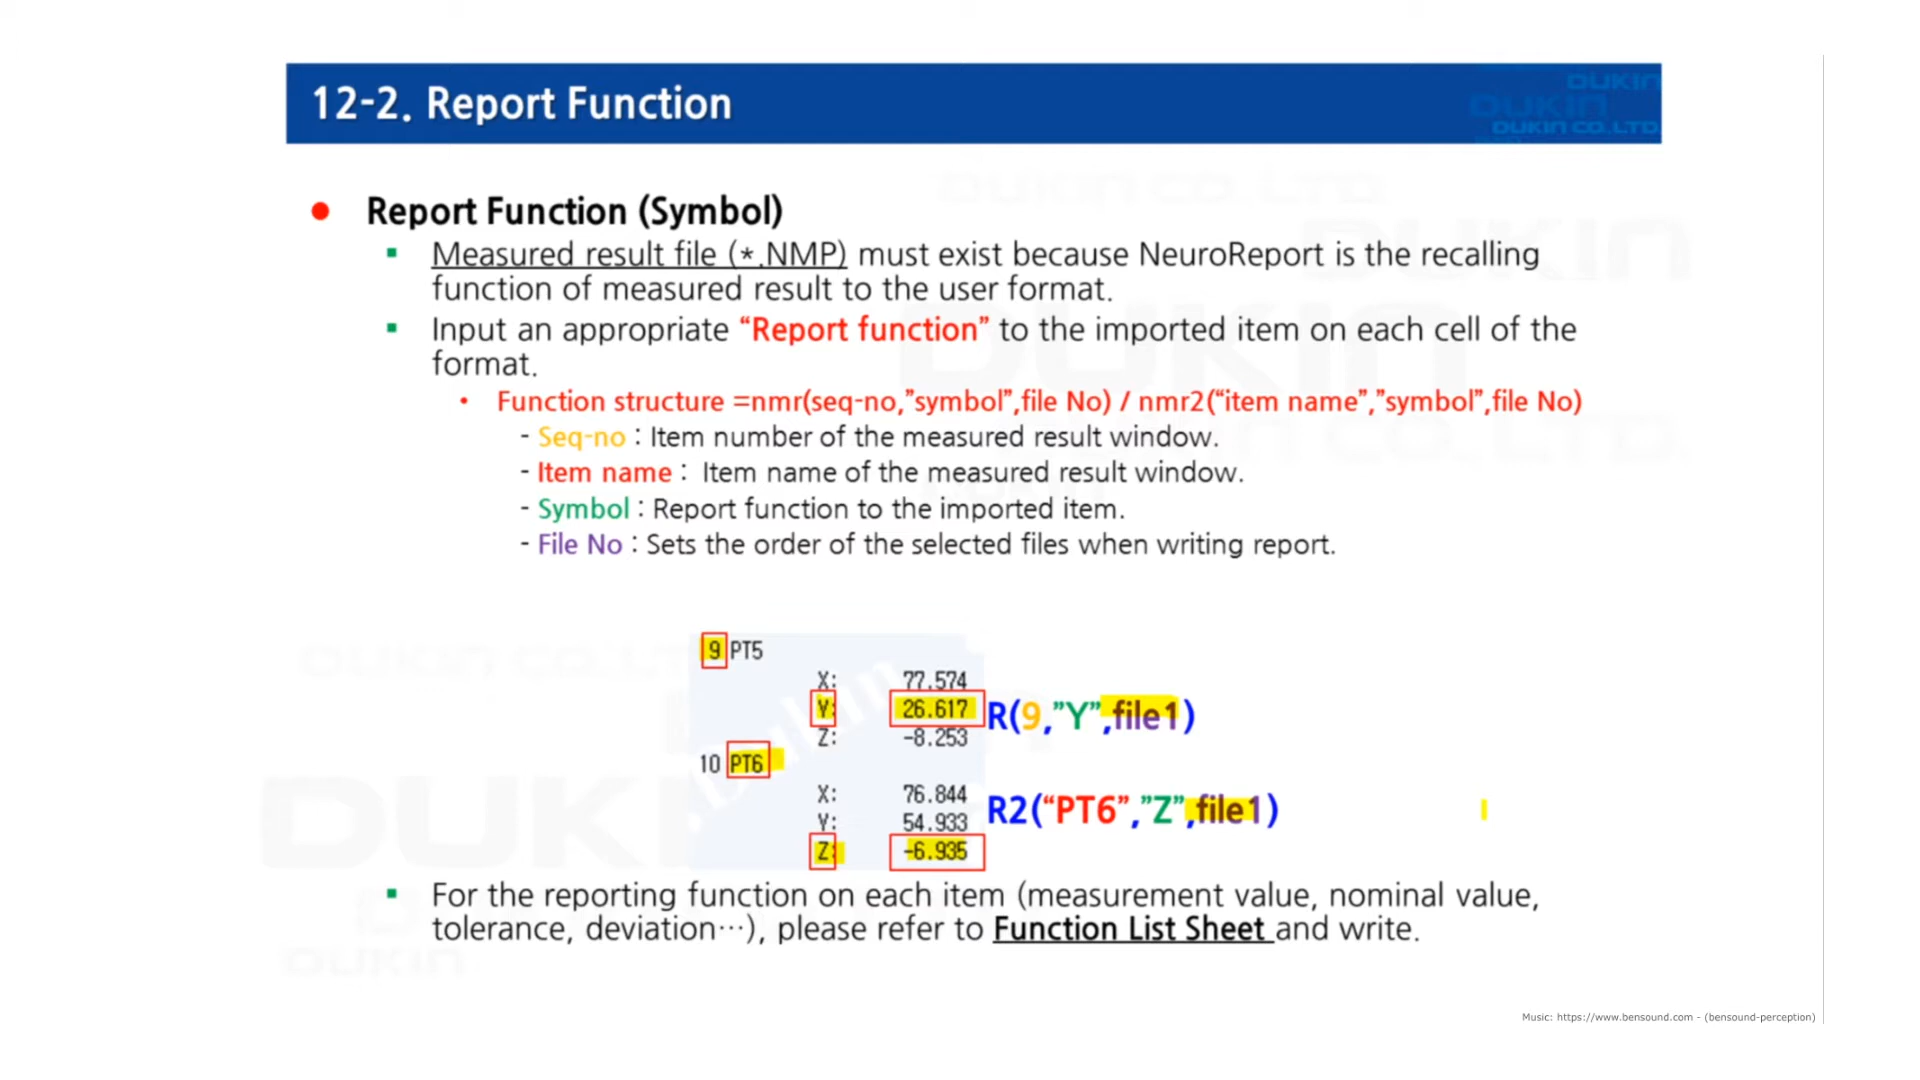 12-2. Report Function
DUKIN
DUKIN
DUKIN CO.,LTD.
Report Function (Symbol)
Measured result file (*.NMP) must exist because NeuroReport is the recalling
function of measured result to the user format.
Input an appropriate “Report function” to the imported item on each cell of the
format.
Function structure =nmr(seq-no,”symbol”,file No) / nmr2(“item name”,”symbol”,file No)
- Seq-no : Item number of the measured result window.
- Item name : Item name of the measured result window.
- Symbol : Report function to the imported item.
- File No : Sets the order of the selected files when writing report.
9 PT5
X: 77.574
Y: 26.617 R(9,”Y”,file1)
Z: -8.253
10 PT6
X: 76.844
Y: 54.933 R2(“PT6”,”Z”,file1)
Z: -6.935
For the reporting function on each item (measurement value, nominal value,
tolerance, deviation…), please refer to Function List Sheet and write.
Music: https://www.bensound.com - (bensound-perception)